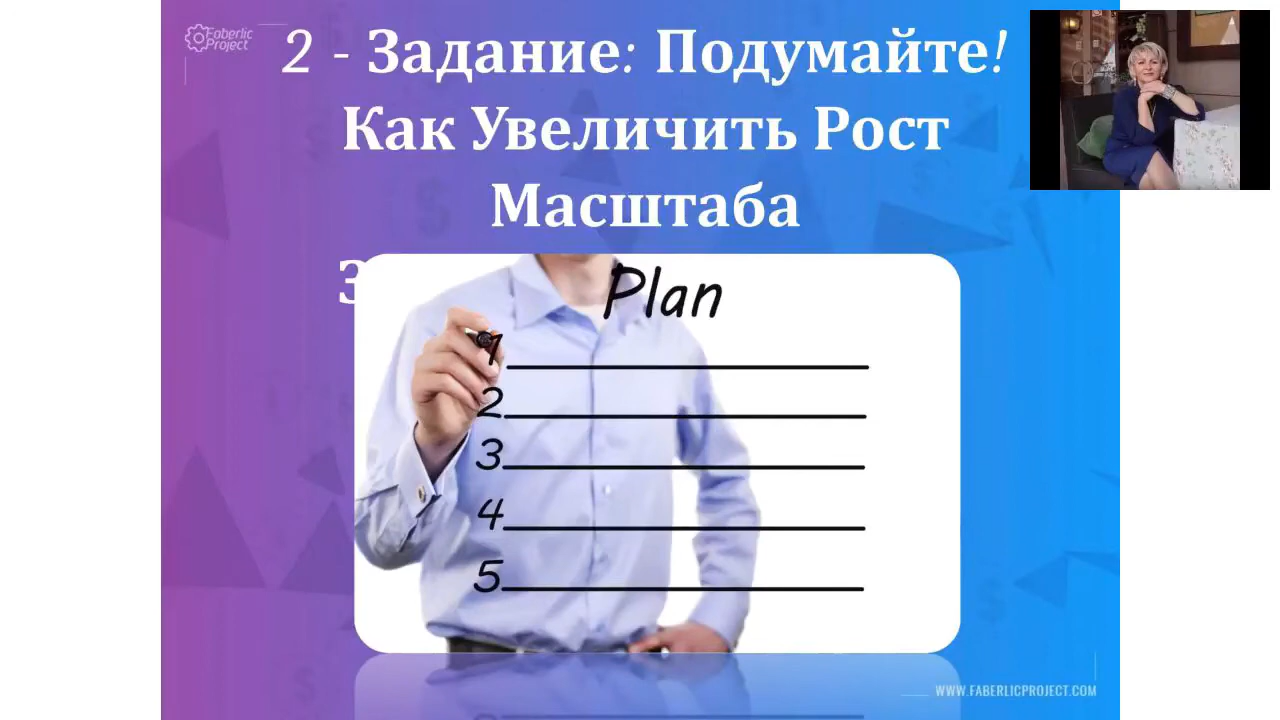 Faberlic
Project
2 - Задание: Подумайте!
Как Увеличить Рост
Масштаба
Plan
1
2
3
4
5
WWW.FABERLICPROJECT.COM